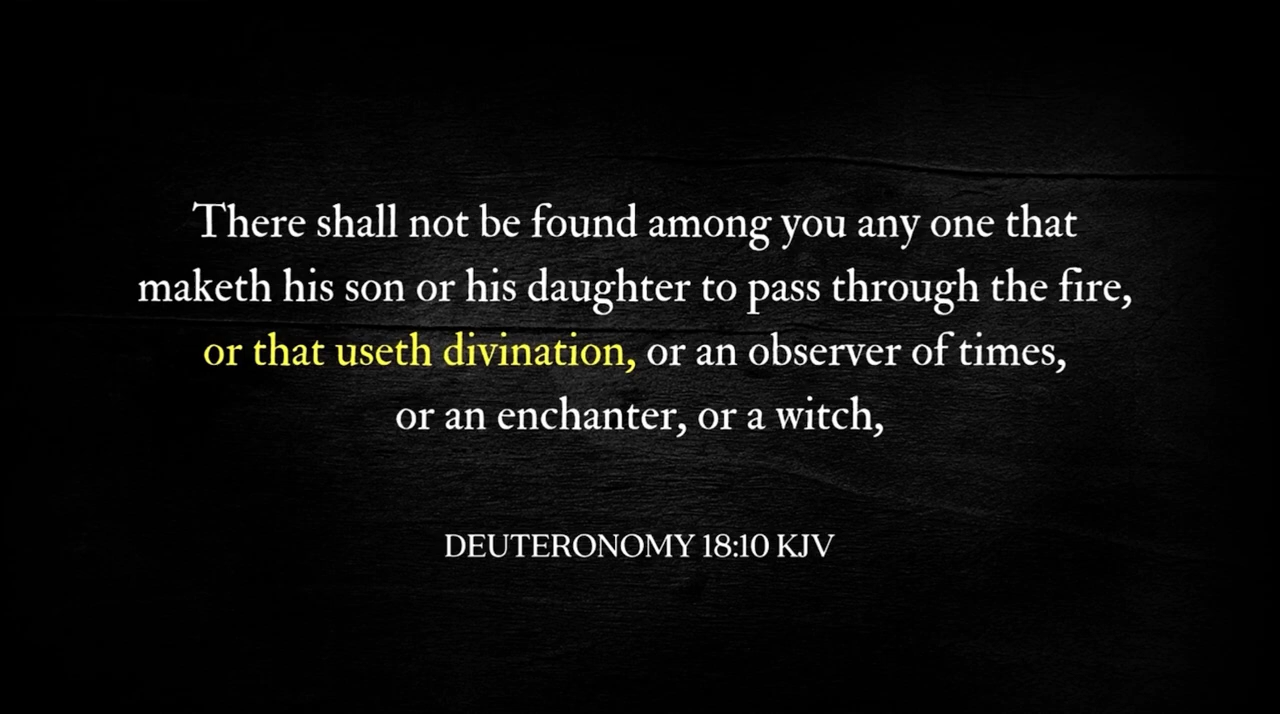 There shall not be found among you any one that
maketh his son or his daughter to pass through the fire,
or that useth divination, or an observer of times,
or an enchanter, or a witch,
DEUTERONOMY 18:10 KJV